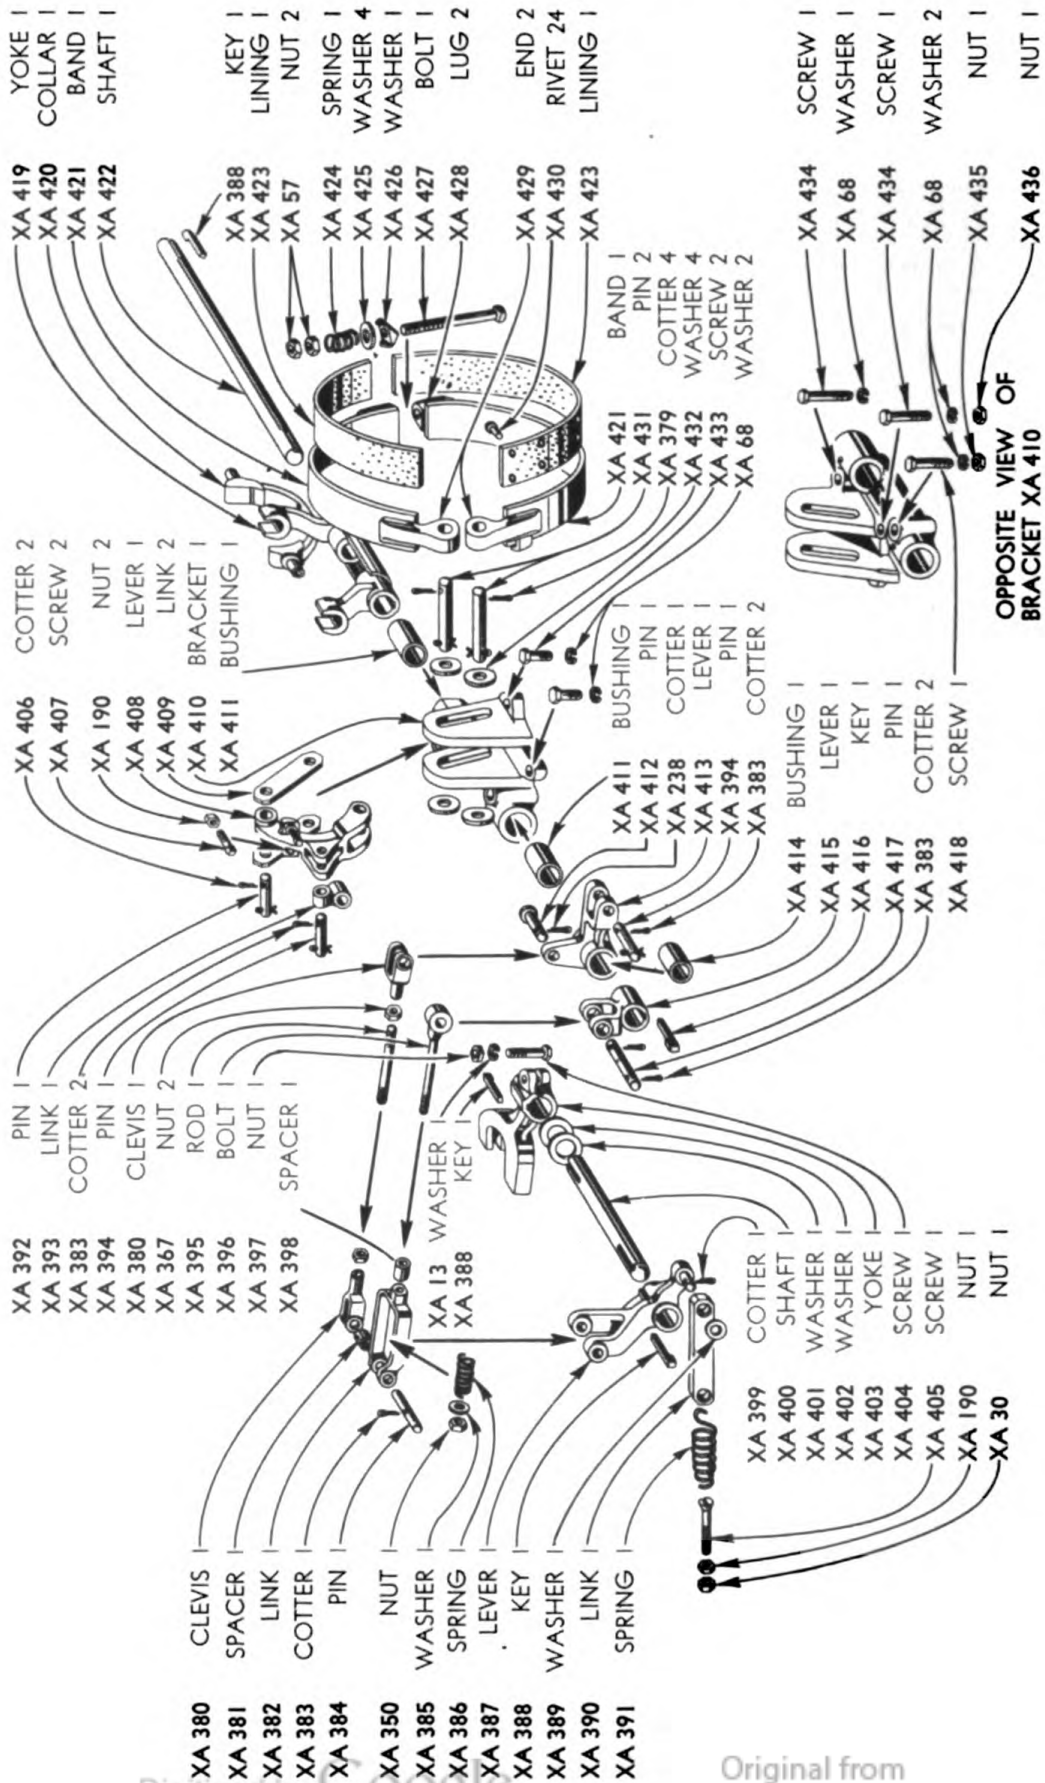 XA 380 CLEVIS 1
XA 381 SPACER 1
XA 382 LINK 1
XA 383 COTTER 1
XA 384 PIN 1
XA 350 NUT 1
XA 385 WASHER 1
XA 386 SPRING 1
XA 387 LEVER 1
XA 388 KEY 1
XA 389 WASHER 1
XA 390 LINK 1
XA 391 SPRING 1
XA 392 PIN 1
XA 393 LINK 1
XA 383 COTTER 2
XA 394 PIN 1
XA 380 CLEVIS 1
XA 367 NUT 2
XA 395 ROD 1
XA 396 BOLT 1
XA 397 NUT 1
XA 398 SPACER 1
XA 13 WASHER 1
XA 388 KEY 1
XA 399 COTTER 1
XA 400 SHAFT 1
XA 401 WASHER 1
XA 402 WASHER 1
XA 403 YOKE 1
XA 404 SCREW 1
XA 405 SCREW 1
XA 190 NUT 1
XA 30 NUT 1
XA 406 COTTER 2
XA 407 SCREW 2
XA 190 NUT 2
XA 408 LEVER 1
XA 409 LINK 2
XA 410 BRACKET 1
XA 411 BUSHING 1
XA 411 BUSHING 1
XA 412 PIN 1
XA 238 COTTER 1
XA 413 LEVER 1
XA 394 PIN 1
XA 383 COTTER 2
XA 414 BUSHING 1
XA 415 LEVER 1
XA 416 KEY 1
XA 417 PIN 1
XA 383 COTTER 2
XA 418 SCREW 1
XA 419 YOKE 1
XA 420 COLLAR 1
XA 421 BAND 1
XA 422 SHAFT 1
XA 388 KEY 1
XA 423 LINING 1
XA 57 NUT 2
XA 424 SPRING 1
XA 425 WASHER 4
XA 426 WASHER 1
XA 427 BOLT 1
XA 428 LUG 2
XA 429 END 2
XA 430 RIVET 24
XA 423 LINING 1
XA 421 BAND 1
XA 431 PIN 2
XA 379 COTTER 4
XA 432 WASHER 4
XA 433 SCREW 2
XA 68 WASHER 2
XA 434 SCREW 1
XA 68 WASHER 1
XA 434 SCREW 1
XA 68 WASHER 2
XA 435 NUT 1
XA 436 NUT 1
OPPOSITE VIEW OF
BRACKET XA 410
Original from